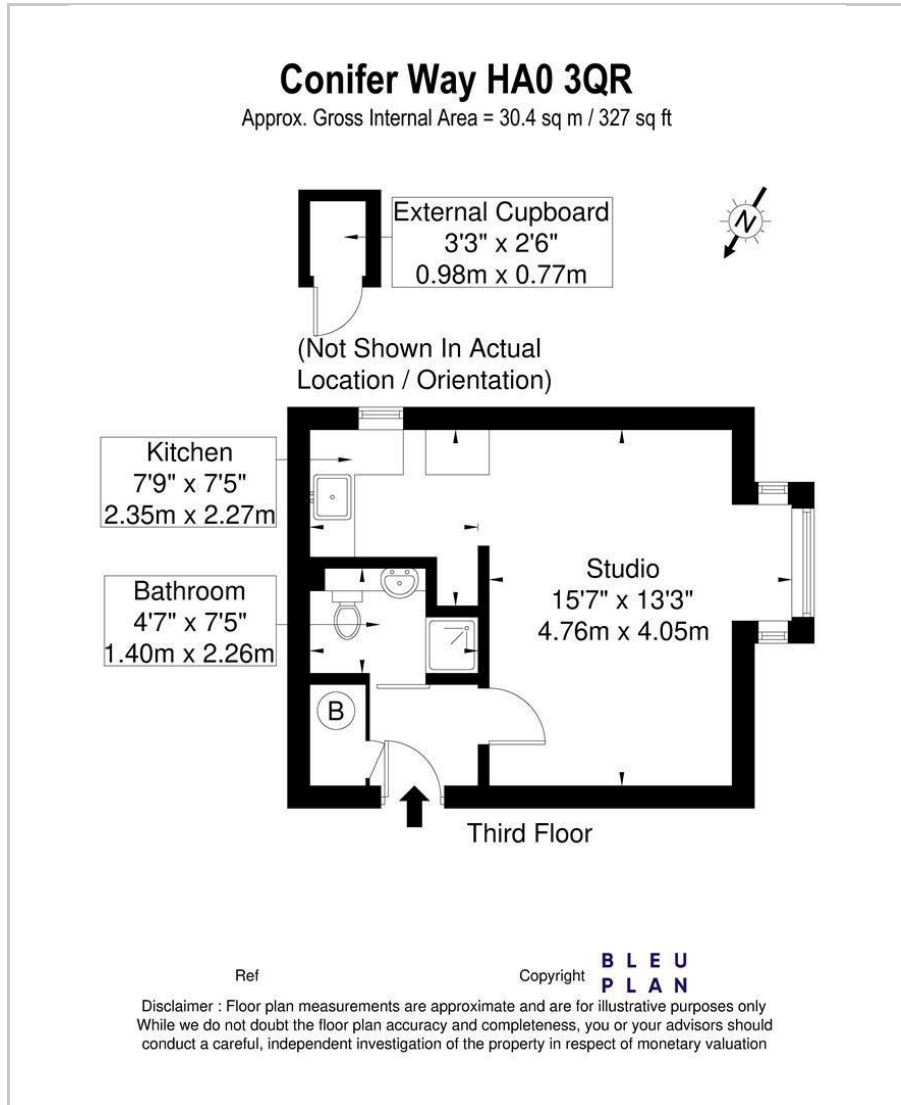 Conifer Way HA0 3QR
Approx. Gross Internal Area = 30.4 sq m / 327 sq ft
External Cupboard
3'3" x 2'6"
0.98m x 0.77m
N
(Not Shown In Actual
Location / Orientation)
Kitchen
7'9" x 7'5"
2.35m x 2.27m
Bathroom
4'7" x 7'5"
1.40m x 2.26m
Studio
15'7" x 13'3"
4.76m x 4.05m
B
Third Floor
Ref
Copyright
BLEU
PLAN
Disclaimer : Floor plan measurements are approximate and are for illustrative purposes only
While we do not doubt the floor plan accuracy and completeness, you or your advisors should
conduct a careful, independent investigation of the property in respect of monetary valuation